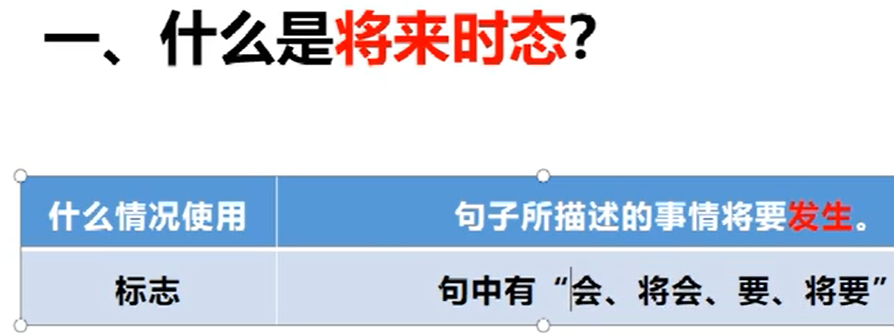 一、什么是将来时态?
什么情况使用
句子所描述的事情将要发生。
标志
句中有“会、将会、要、将要”